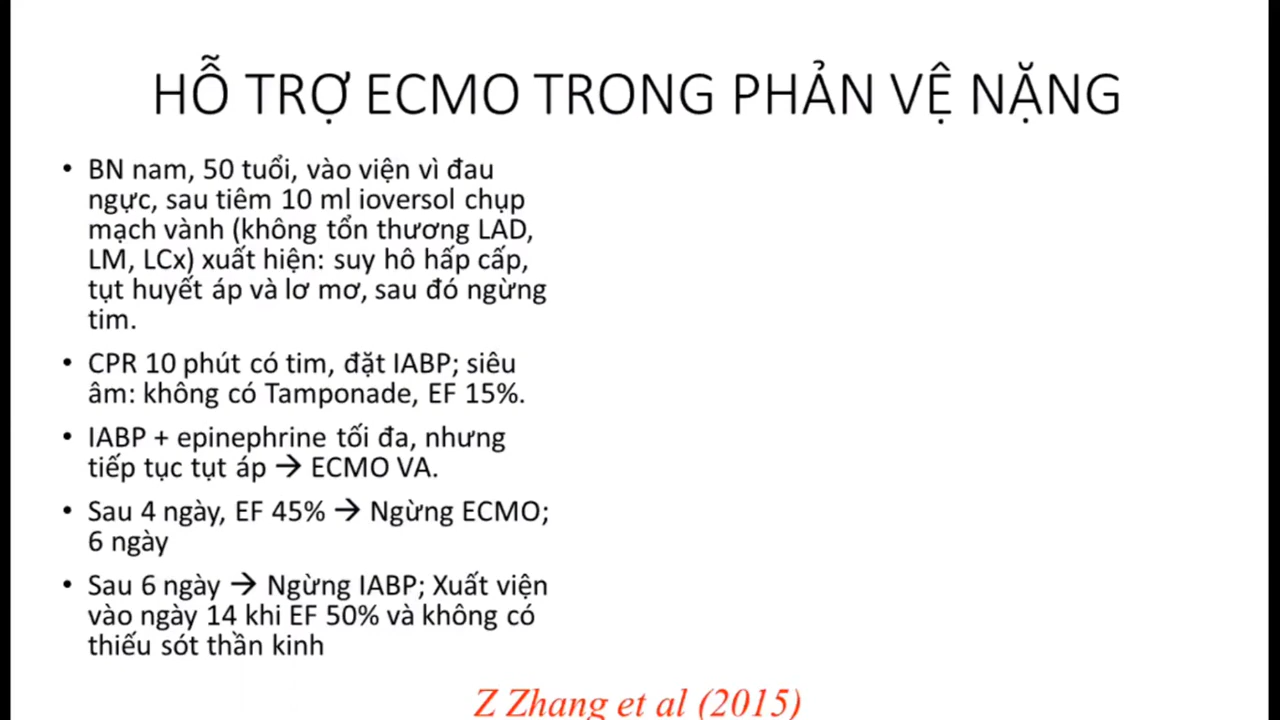 HỖ TRỢ ECMO TRONG PHẢN VỆ NẶNG
• BN nam, 50 tuổi, vào viện vì đau
ngực, sau tiêm 10 ml ioversol chụp
mạch vành (không tổn thương LAD,
LM, LCx) xuất hiện: suy hô hấp cấp,
tụt huyết áp và lơ mơ, sau đó ngừng
tim.
• CPR 10 phút có tim, đặt IABP; siêu
âm: không có Tamponade, EF 15%.
• IABP + epinephrine tối đa, nhưng
tiếp tục tụt áp → ECMO VA.
• Sau 4 ngày, EF 45% → Ngừng ECMO;
6 ngày
• Sau 6 ngày → Ngừng IABP; Xuất viện
vào ngày 14 khi EF 50% và không có
thiếu sót thần kinh
Z Zhang et al (2015)